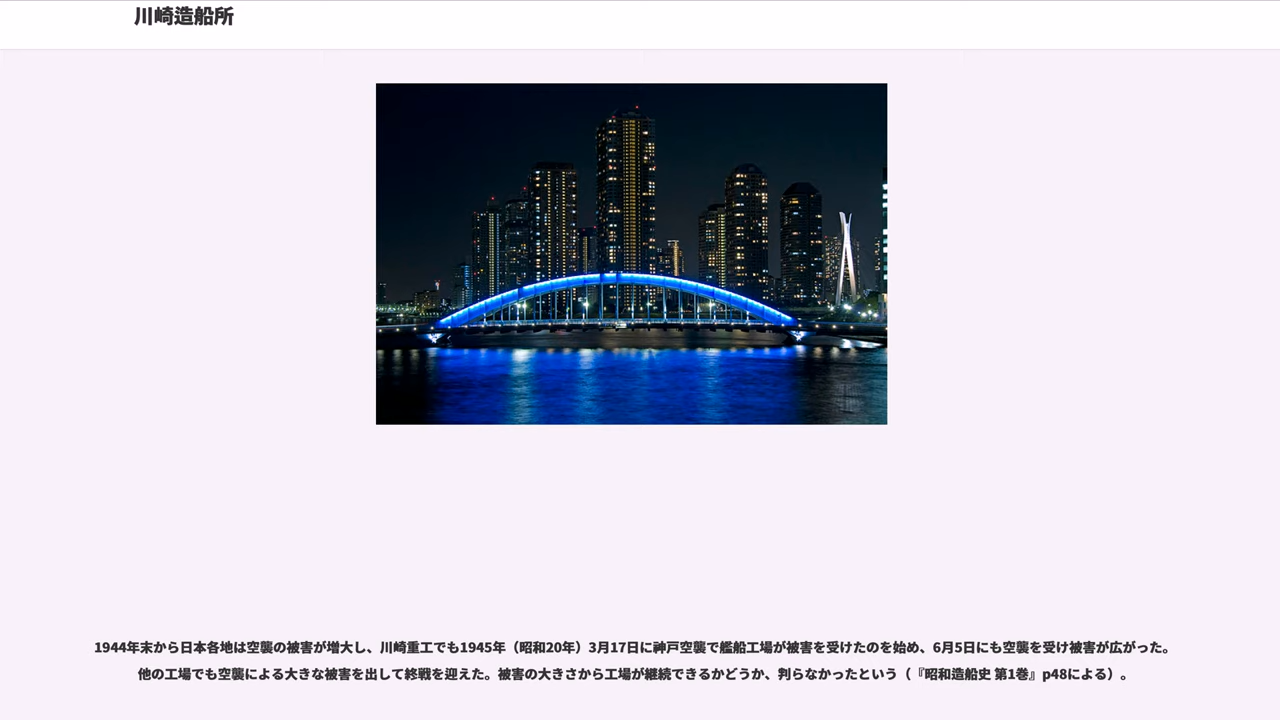 川崎造船所
1944年末から日本各地は空襲の被害が増大し、川崎重工でも1945年（昭和20年）3月17日に神戸空襲で艦船工場が被害を受けたのを始め、6月5日にも空襲を受け被害が広がった。
他の工場でも空襲による大きな被害を出して終戦を迎えた。被害の大きさから工場が継続できるかどうか、判らなかったという（『昭和造船史 第1巻』p48による）。